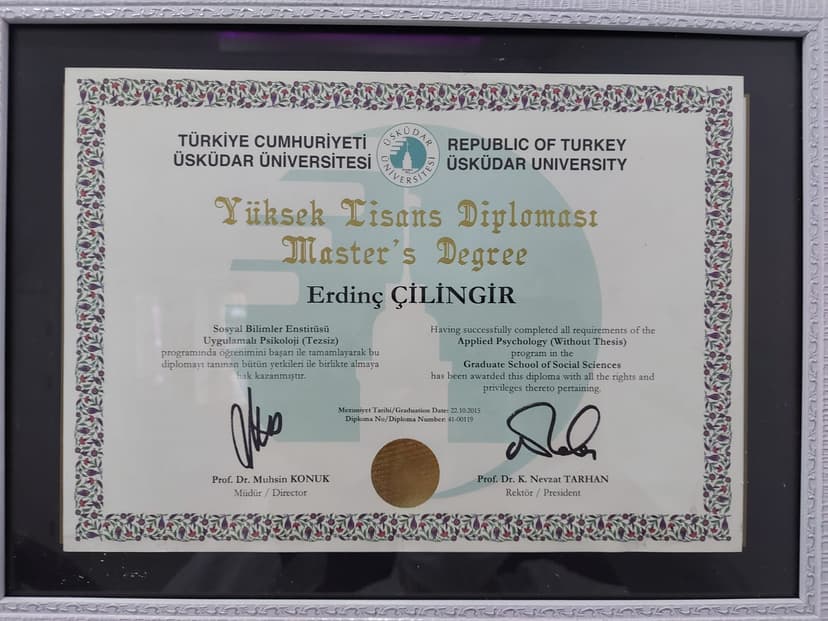 TÜRKİYE CUMHURİYETİ
ÜSKÜDAR ÜNİVERSİTESİ
ÜSKÜDAR ÜNİVERSİTESİ
REPUBLIC OF TURKEY
ÜSKÜDAR UNIVERSITY
Yüksek Lisans Diploması
Master's Degree
Erdinç ÇİLİNGİR
Sosyal Bilimler Enstitüsü
Uygulamalı Psikoloji (Tezsiz)
programında öğrenimini başarı ile tamamlayarak bu
diplomayı tanınan bütün yetkileri ile birlikte almaya
hak kazanmıştır.
Having successfully completed all requirements of the
Applied Psychology (Without Thesis)
program in the
Graduate School of Social Sciences
has been awarded this diploma with all the rights and
privileges thereto pertaining.
Mezuniyet Tarihi/Graduation Date: 22.10.2015
Diploma No/Diploma Number: 41-00119
Prof. Dr. Muhsin KONUK
Müdür / Director
Prof. Dr. K. Nevzat TARHAN
Rektör / President